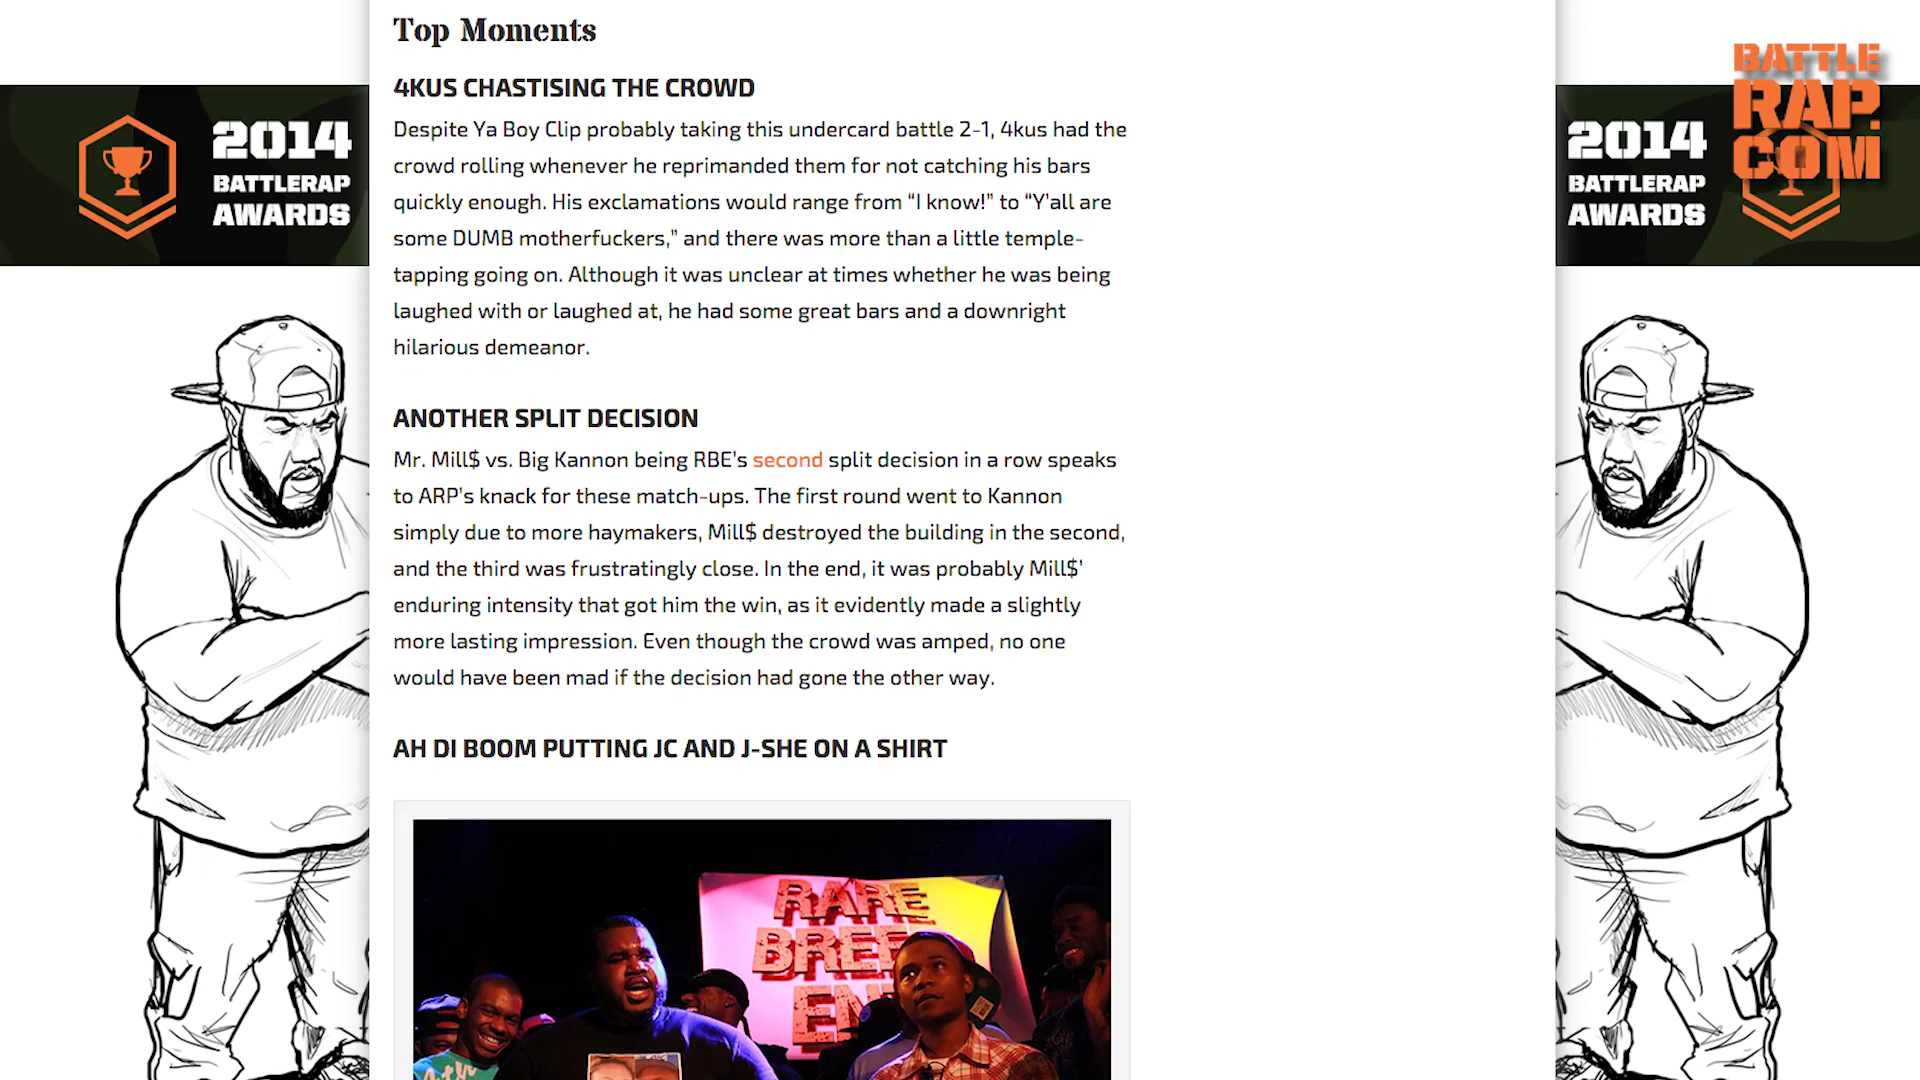 Top Moments
4KUS CHASTISING THE CROWD
Despite Ya Boy Clip probably taking this undercard battle 2-1, 4kus had the
crowd rolling whenever he reprimanded them for not catching his bars
quickly enough. His exclamations would range from “I know!” to “Y’all are
some DUMB motherfuckers,” and there was more than a little temple-
tapping going on. Although it was unclear at times whether he was being
laughed with or laughed at, he had some great bars and a downright
hilarious demeanor.
ANOTHER SPLIT DECISION
Mr. Mill$ vs. Big Kannon being RBE’s second split decision in a row speaks
to ARP’s knack for these match-ups. The first round went to Kannon
simply due to more haymakers, Mill$ destroyed the building in the second,
and the third was frustratingly close. In the end, it was probably Mill$’
enduring intensity that got him the win, as it evidently made a slightly
more lasting impression. Even though the crowd was amped, no one
would have been mad if the decision had gone the other way.
AH DI BOOM PUTTING JC AND J-SHE ON A SHIRT
RARE
BREE
EN
2014
BATTLERAP
AWARDS
2014
BATTLERAP
AWARDS
BATTLE
RAP.
COM